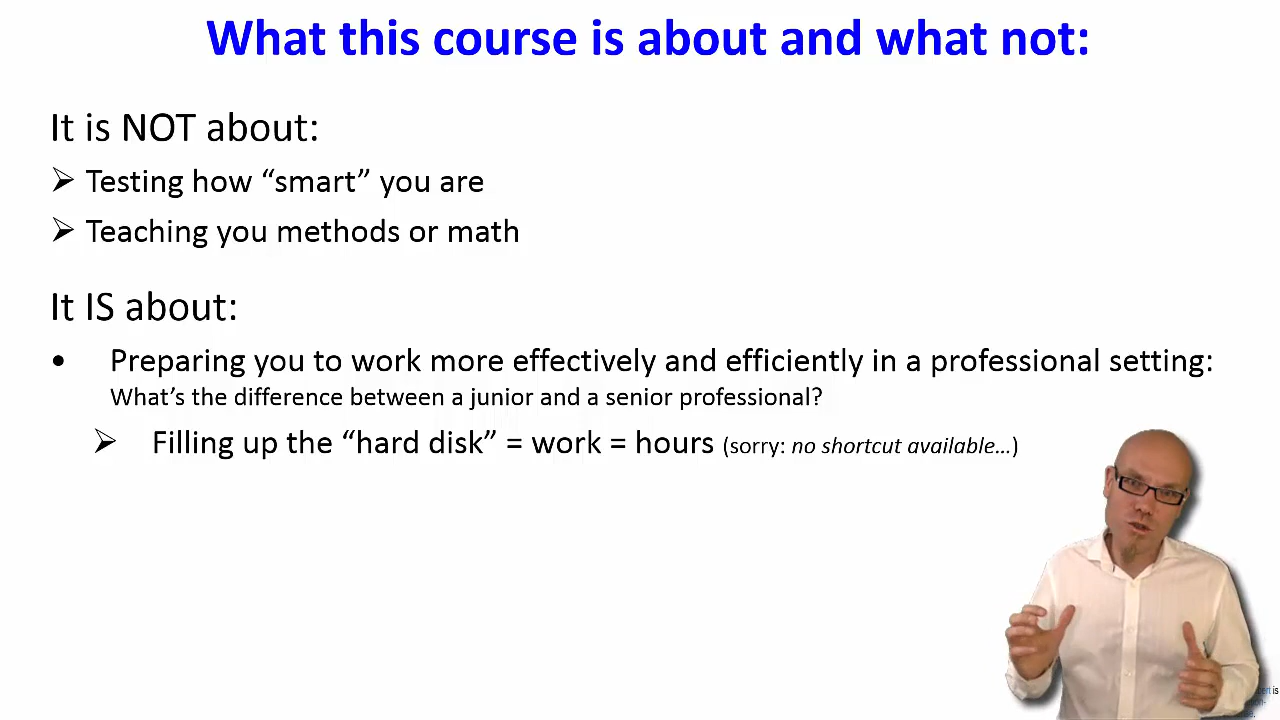 What this course is about and what not:
It is NOT about:
➢ Testing how “smart” you are
➢ Teaching you methods or math
It IS about:
• Preparing you to work more effectively and efficiently in a professional setting:
What’s the difference between a junior and a senior professional?
➢ Filling up the “hard disk” = work = hours (sorry: no shortcut available…)
is